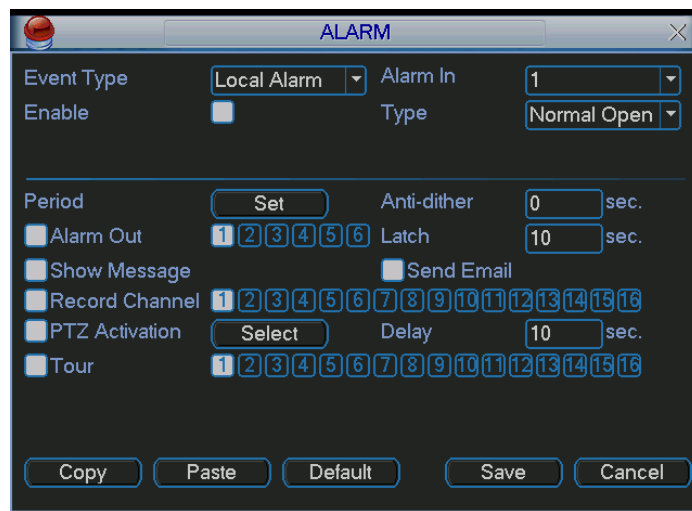 ALARM
Event Type Local Alarm Alarm In 1
Enable Type Normal Open
Period Set Anti-dither 0 sec.
Alarm Out 1 2 3 4 5 6 Latch 10 sec.
Show Message Send Email
Record Channel 1 2 3 4 5 6 7 8 9 10 11 12 13 14 15 16
PTZ Activation Select Delay 10 sec.
Tour 1 2 3 4 5 6 7 8 9 10 11 12 13 14 15 16
Copy Paste Default Save Cancel